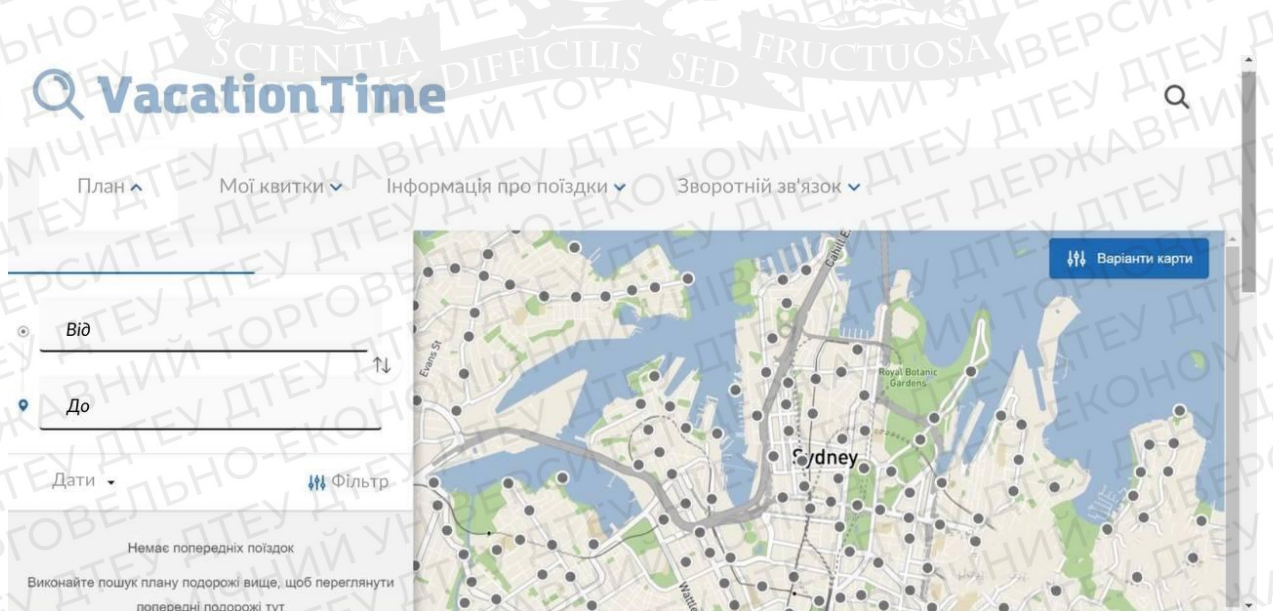 SCIENTIA DIFFICILIS SED FRUCTUOSA
VacationTime
План
Мої квитки
Інформація про поїздки
Зворотній зв'язок
Варіанти карти
Від
До
Дати
Фільтр
Немає попередніх поїздок
Виконайте пошук плану подорожі вище, щоб переглянути
попередні подорожі тут
Evans St
Cahill E
Royal Botanic
Gardens
Sydney
Wattle